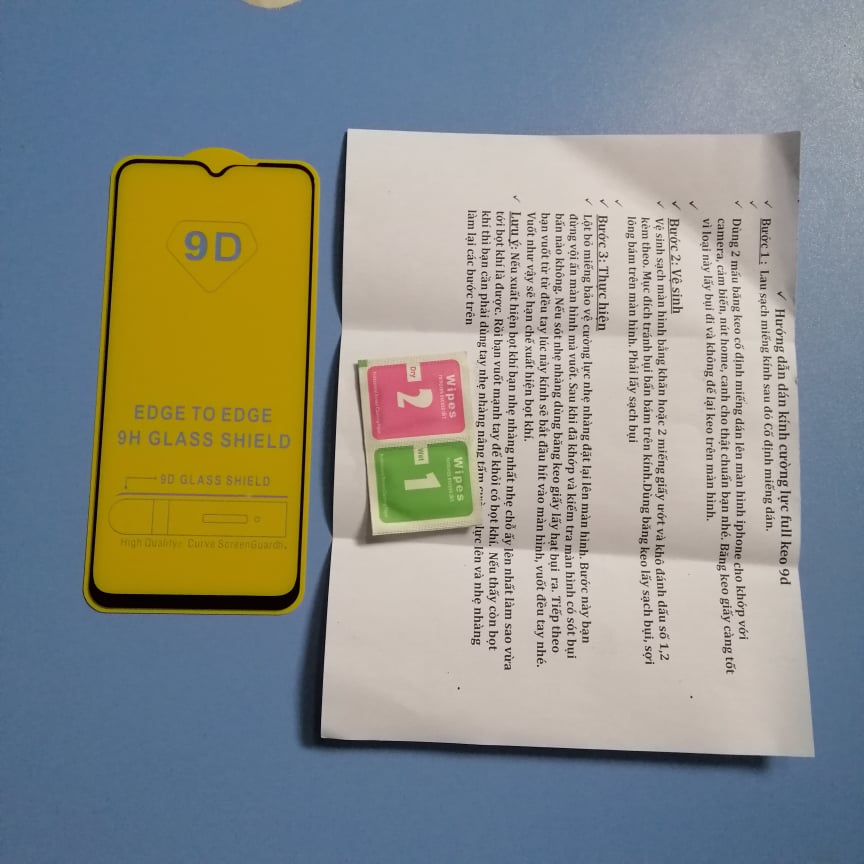 9D
EDGE TO EDGE
9H GLASS SHIELD
9D GLASS SHIELD
High Quality. Curve ScreenGuards.
✓ Hướng dẫn dán kính cường lực full keo 9d
✓ Bước 1: Lau sạch miếng kính sau đó Cố định miếng dán.
✓
✓ Dùng 2 mẩu băng keo cố định miếng dán lên màn hình iphone cho khớp với
camera, cảm biến, nút home, canh cho thật chuẩn bạn nhé. Băng keo giấy càng tốt
vì loại này lấy bụi đi và không để lại keo trên màn hình.
✓
✓ Bước 2: Vệ sinh
✓ Vệ sinh sạch màn hình bằng khăn hoặc 2 miếng giấy ướt và khô đánh dấu số 1,2
kèm theo. Mục đích tránh bụi bẩn bám trên kính.Dùng băng keo lấy sạch bụi, sợi
lông bám trên màn hình. Phải lấy sạch bụi
✓
✓ Bước 3: Thực hiện
✓ Lột bỏ miếng bảo vệ cường lực nhẹ nhàng đặt lại lên màn hình. Bước này bạn
đừng vội ấn màn hình mà vuốt. Sau khi đã khớp và kiểm tra màn hình có sót bụi
bẩn nào không. Nếu sót nhẹ nhàng dùng băng keo giấy lấy hạt bụi ra. Tiếp theo
bạn vuốt từ từ đều tay lúc này kính sẽ bắt đầu hít vào màn hình, vuốt đều tay nhé.
Vuốt như vậy sẽ hạn chế xuất hiện bọt khí.
✓ Lưu ý: Nếu xuất hiện bọt khí bạn nhẹ nhàng nhất nhẹ chỗ ấy lên nhất làm sao vừa
tới bọt khí là được. Rồi bạn vuốt mạnh tay để khỏi có bọt khí. Nếu thấy còn bọt
khí thì bạn cần phải dùng tay nhẹ nhàng nâng tấm lực lên và nhẹ nhàng
làm lại các bước trên
Wipes
2
Dry
Wipes
1
Wet